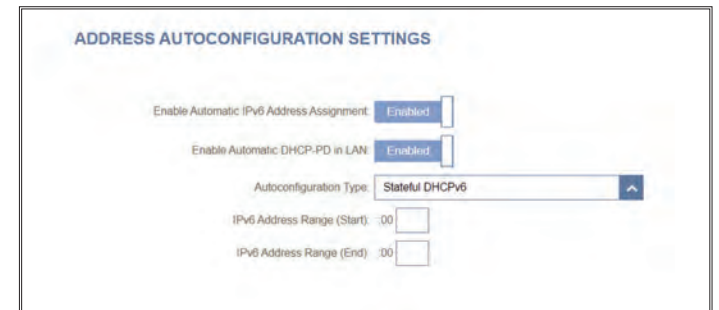 ADDRESS AUTOCONFIGURATION SETTINGS
Enable Automatic IPv6 Address Assignment: Enabled
Enable Automatic DHCP-PD in LAN: Enabled
Autoconfiguration Type: Stateful DHCPv6
IPv6 Address Range (Start): :00
IPv6 Address Range (End): :00